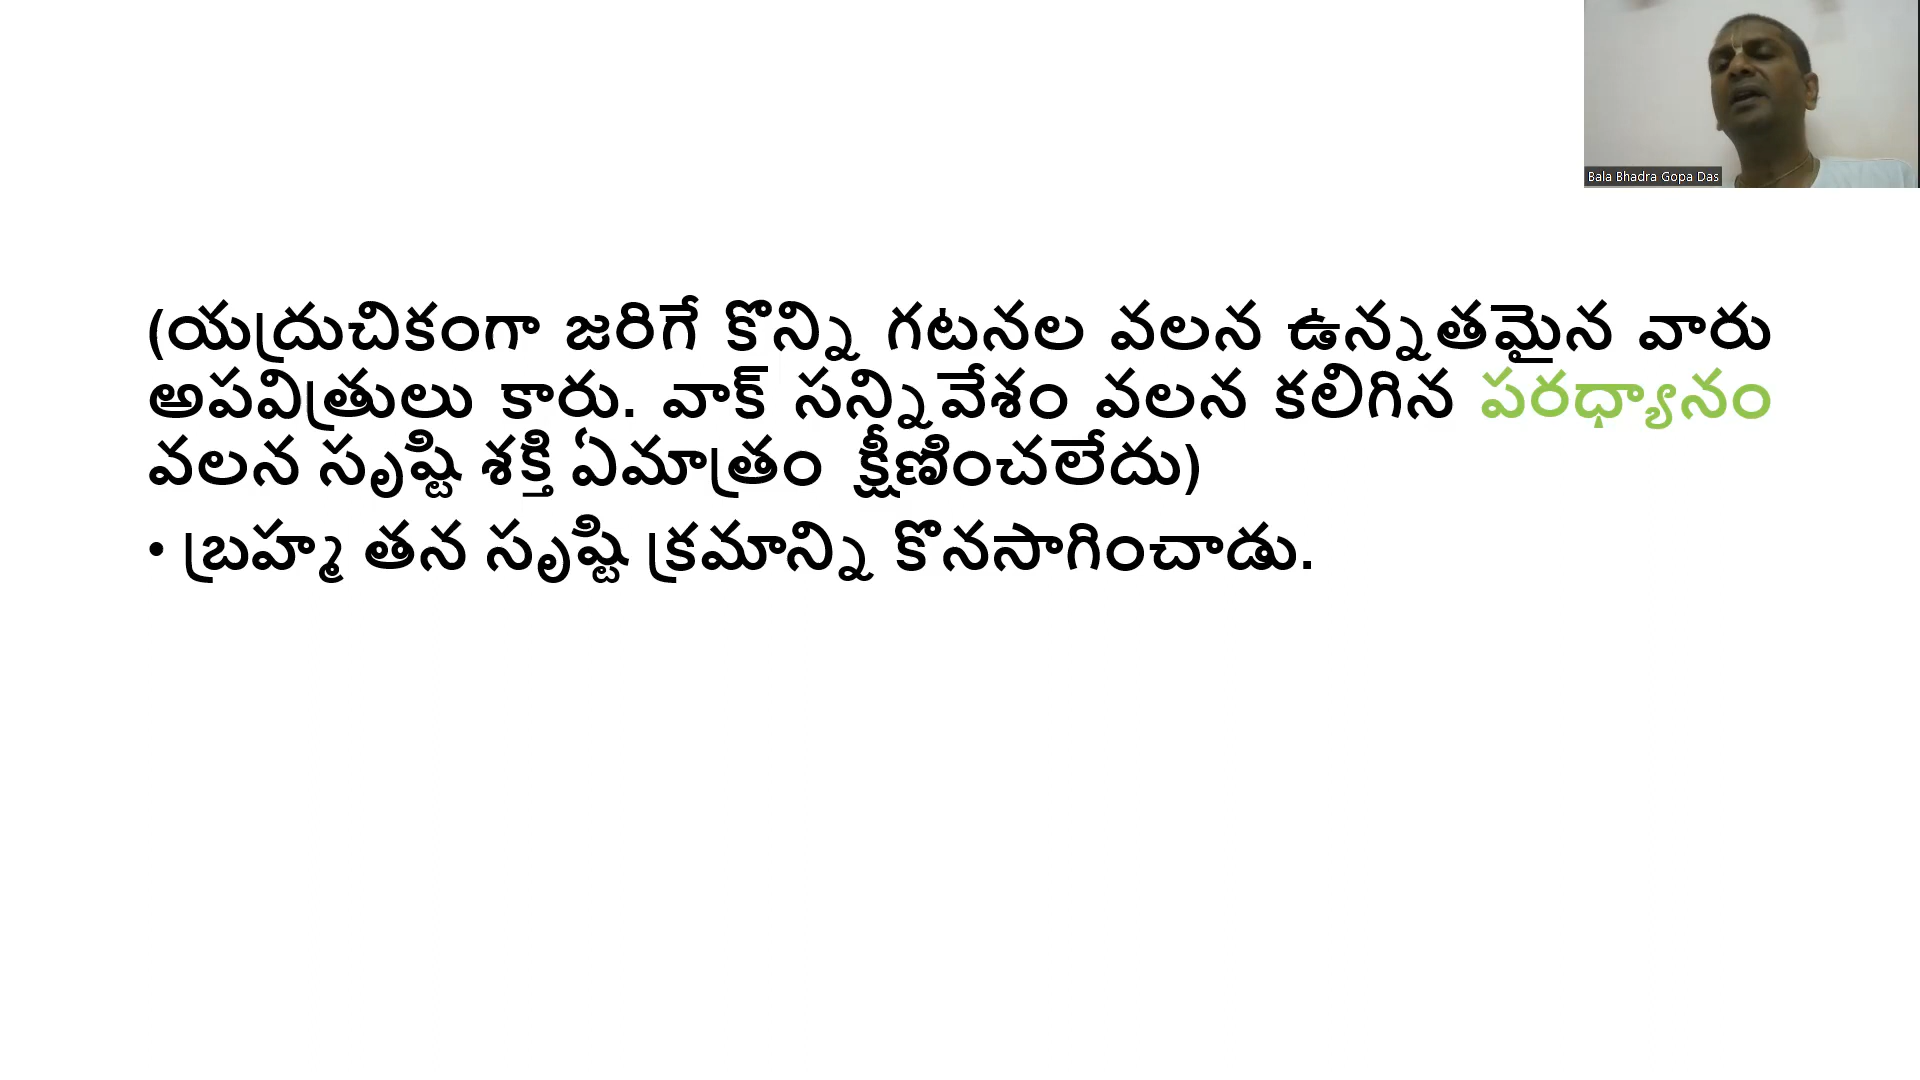 Bala Bhadra Gopa Das
(యద్రుచికంగా జరిగే కొన్ని గటనల వలన ఉన్నతమైన వారు
అపవిత్రులు కారు. వాక్ సన్నివేశం వలన కలిగిన పరధ్యానం
వలన సృష్టి శక్తి ఏమాత్రం క్షీణించలేదు)
• బ్రహ్మ తన సృష్టి క్రమాన్ని కొనసాగించాడు.